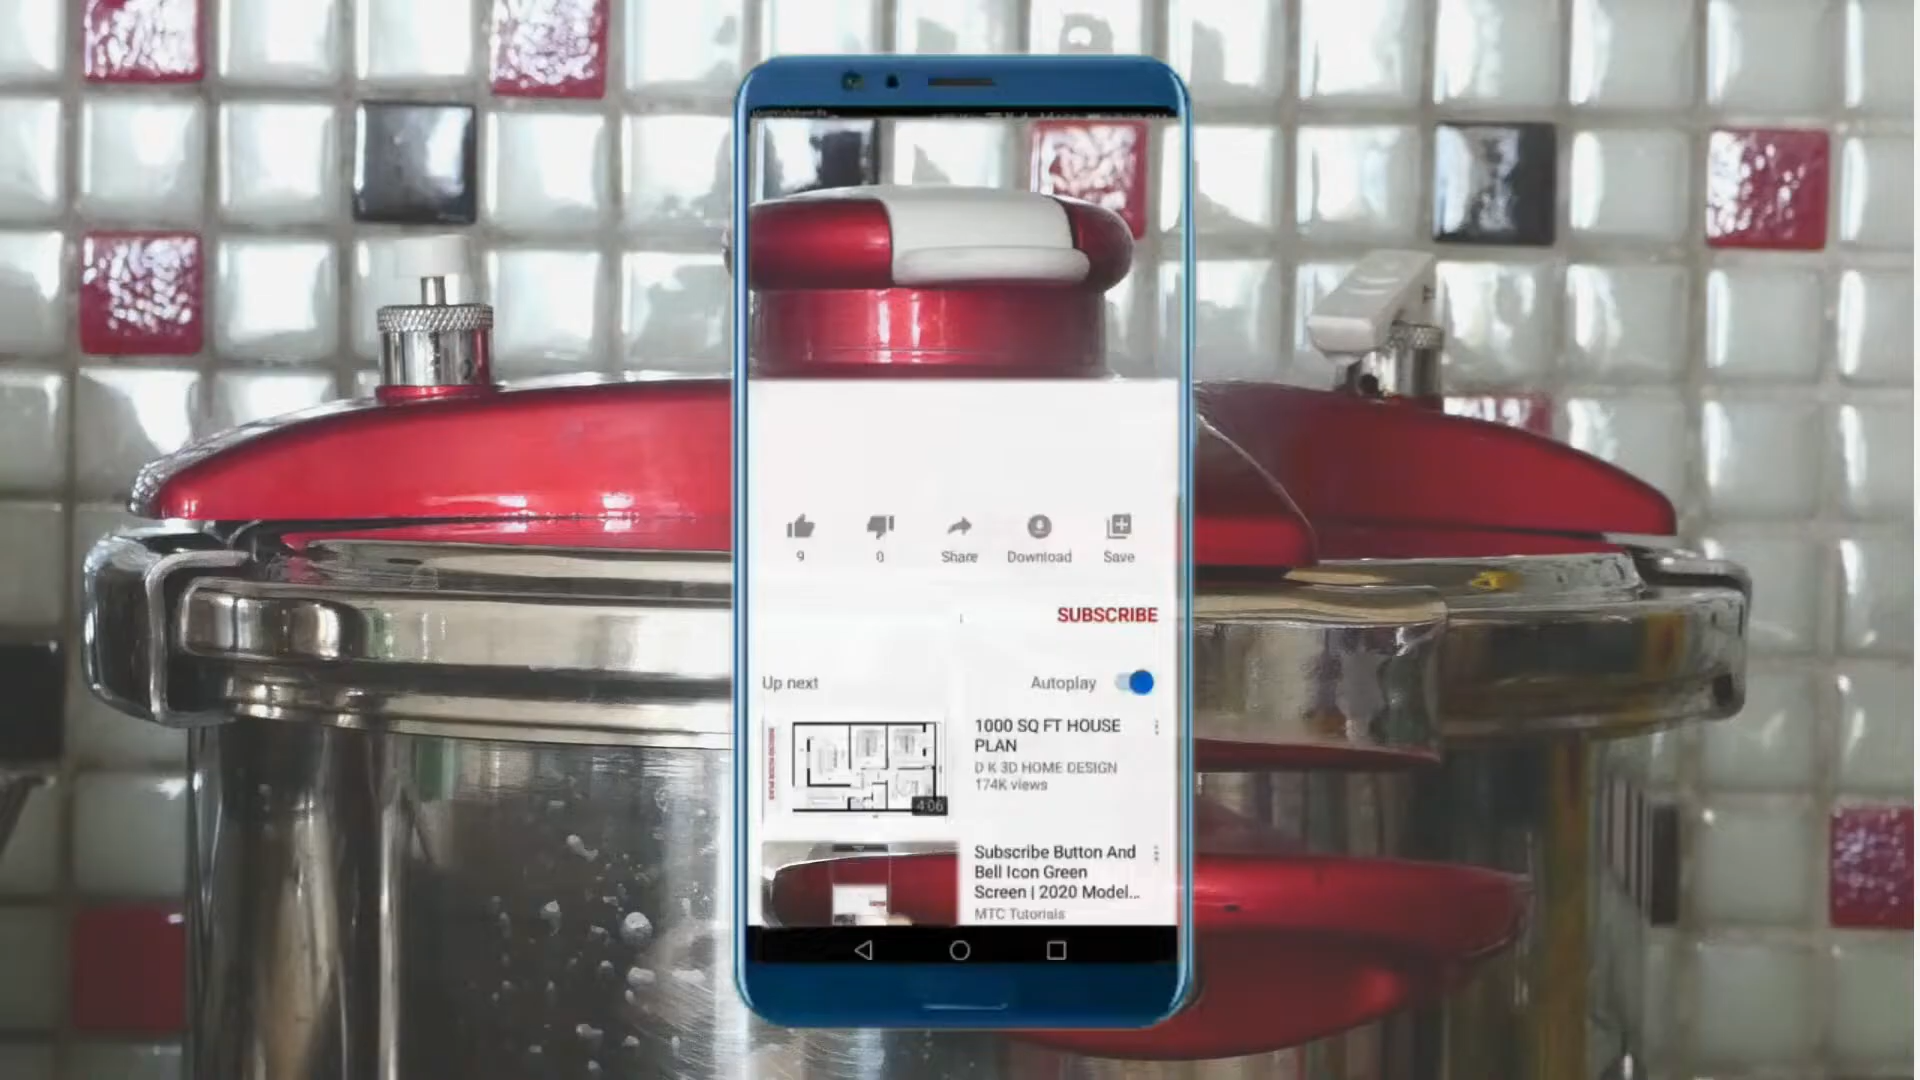 9
0
Share
Download
Save
SUBSCRIBE
Up next
Autoplay
1000 SQ FT HOUSE
PLAN
D K 3D HOME DESIGN
174K views
4:06
Subscribe Button And
Bell Icon Green
Screen | 2020 Model...
MTC Tutorials